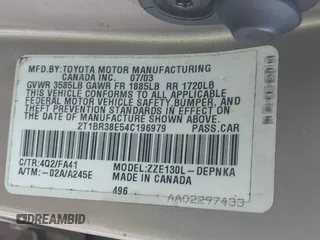 MFD.BY:TOYOTA MOTOR MANUFACTURING
CANADA INC. 07/03
GVWR 3585LB GAWR FR 1885LB RR 1720LB
THIS VEHICLE CONFORMS TO ALL APPLICABLE
FEDERAL MOTOR VEHICLE SAFETY, BUMPER, AND
THEFT PREVENTION STANDARDS IN EFFECT ON
THE DATE OF MANUFACTURE SHOWN ABOVE.
2T1BR38E54C196979 PASS.CAR
C/TR:4Q2/FA41 MODEL:ZZE130L-DEPNKA
A/TM:-02A/A245E MADE IN CANADA
496
AA02297433
DREAMBID